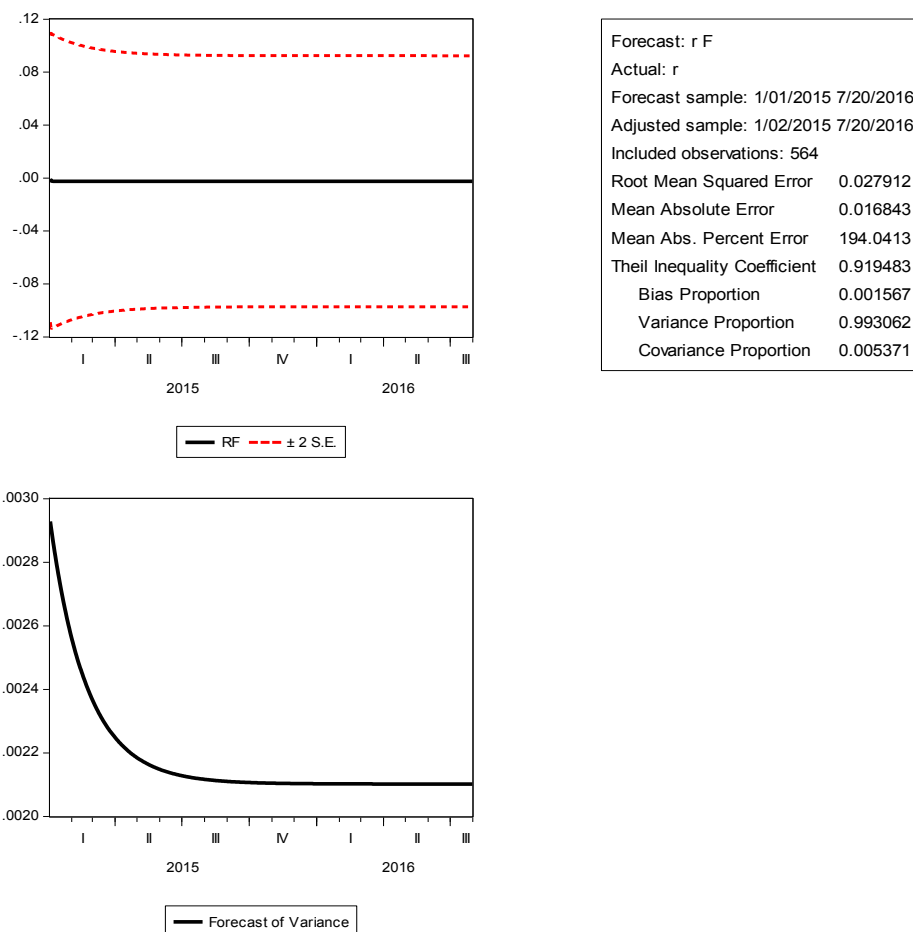 .12
.08
.04
.00
-.04
-.08
-.12
I II III IV I II III
2015 2016
RF ± 2 S.E.
Forecast: r F
Actual: r
Forecast sample: 1/01/2015 7/20/2016
Adjusted sample: 1/02/2015 7/20/2016
Included observations: 564
Root Mean Squared Error 0.027912
Mean Absolute Error 0.016843
Mean Abs. Percent Error 194.0413
Theil Inequality Coefficient 0.919483
Bias Proportion 0.001567
Variance Proportion 0.993062
Covariance Proportion 0.005371
.0030
.0028
.0026
.0024
.0022
.0020
I II III IV I II III
2015 2016
Forecast of Variance